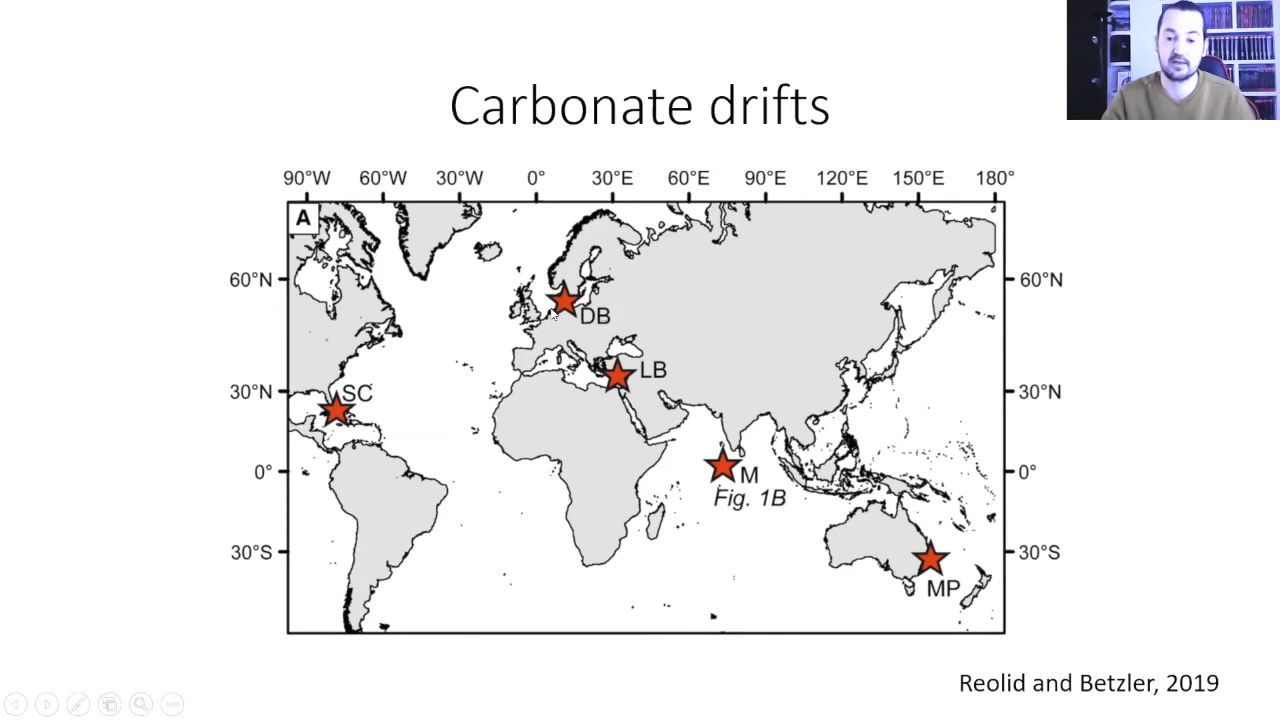 Carbonate drifts
90°W 60°W 30°W 0° 30°E 60°E 90°E 120°E 150°E 180°
A
60°N 60°N
DB
LB
30°N 30°N
SC
0° 0°
M
Fig. 1B
30°S 30°S
MP
Reolid and Betzler, 2019